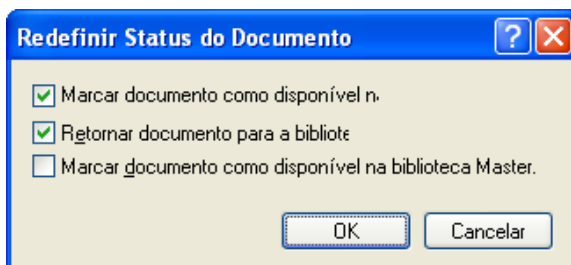 Redefinir Status do Documento
Marcar documento como disponível
Retornar documento para a
Marcar documento como disponível na biblioteca Master.
OK
Cancelar